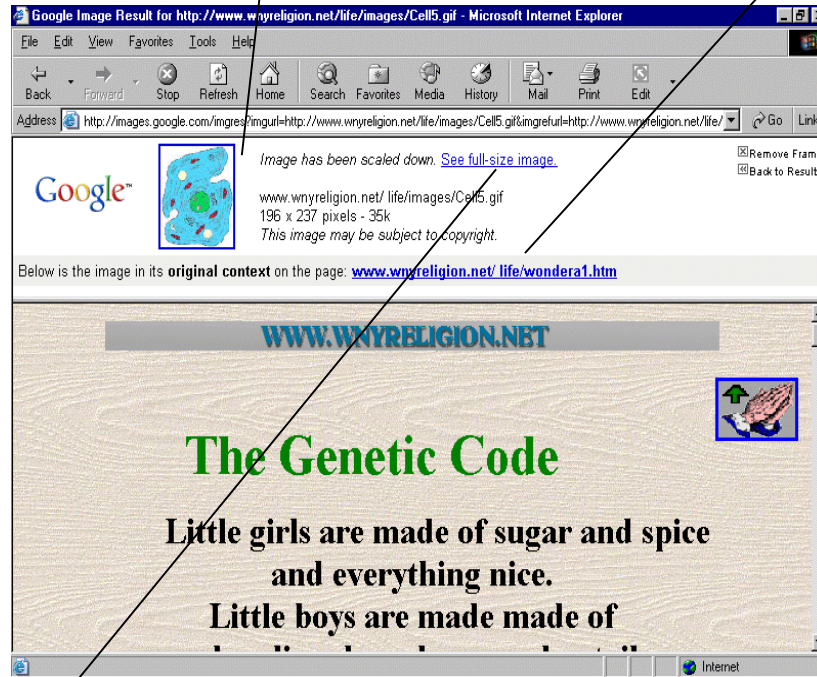 Google Image Result for http://www.wnyreligion.net/life/images/Cell5.gif - Microsoft Internet Explorer
File Edit View Favorites Tools Help
Back Forward Stop Refresh Home Search Favorites Media History Mail Print Edit
Address http://images.google.com/imgres?imgurl=http://www.wnyreligion.net/life/images/Cell5.gif&imgrefurl=http://www.wnyreligion.net/life/ Go Link
Google™
Image has been scaled down. See full-size image.
www.wnyreligion.net/ life/images/Cell5.gif
196 x 237 pixels - 35k
This image may be subject to copyright.
Remove Fram
Back to Result
Below is the image in its original context on the page: www.wnyreligion.net/ life/wondera1.htm
WWW.WNYRELIGION.NET
The Genetic Code
Little girls are made of sugar and spice
and everything nice.
Little boys are made made of
Internet